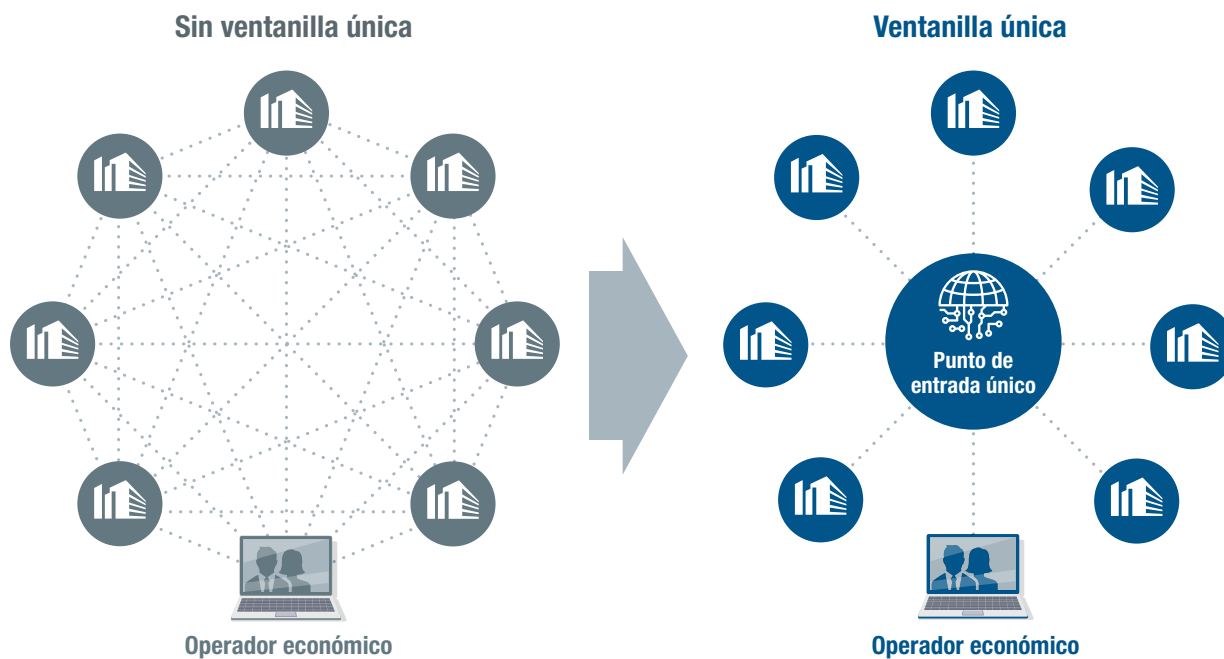 Sin ventanilla única
Ventanilla única
Punto de
entrada único
Operador económico
Operador económico